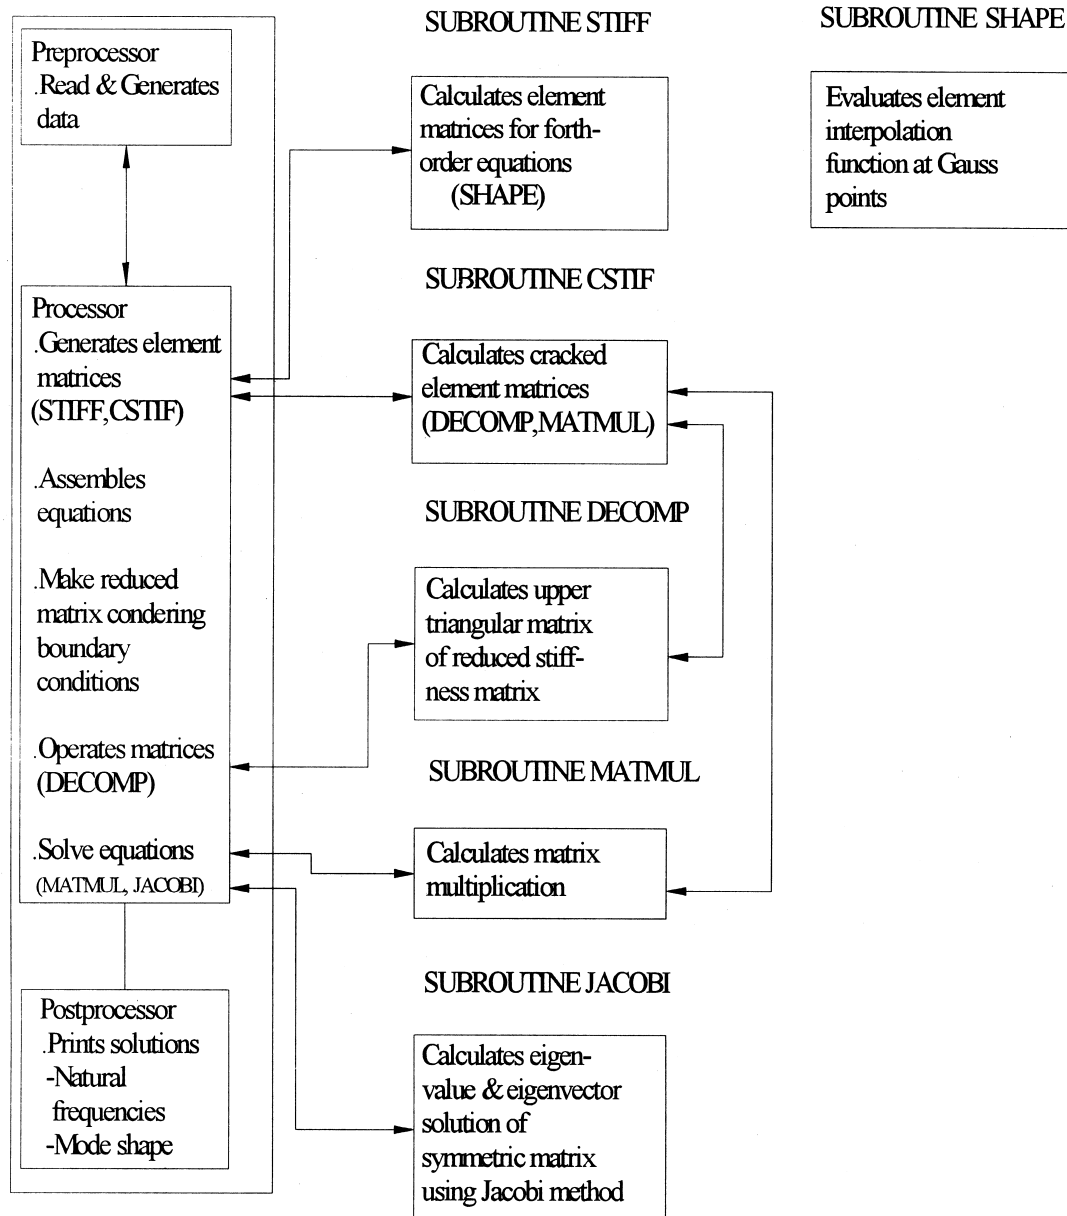 Preprocessor
.Read & Generates
data
Processor
.Generates element
matrices
(STIFF,CSTIF)
.Assembles
equations
.Make reduced
matrix condering
boundary
conditions
.Operates matrices
(DECOMP)
.Solve equations
(MATMUL, JACOBI)
Postprocessor
.Prints solutions
-Natural
frequencies
-Mode shape
SUBROUTINE STIFF
Calculates element
matrices for forth-
order equations
(SHAPE)
SUBROUTINE CSTIF
Calculates cracked
element matrices
(DECOMP,MATMUL)
SUBROUTINE DECOMP
Calculates upper
triangular matrix
of reduced stiff-
ness matrix
SUBROUTINE MATMUL
Calculates matrix
multiplication
SUBROUTINE JACOBI
Calculates eigen-
value & eigenvector
solution of
symmetric matrix
using Jacobi method
SUBROUTINE SHAPE
Evaluates element
interpolation
function at Gauss
points